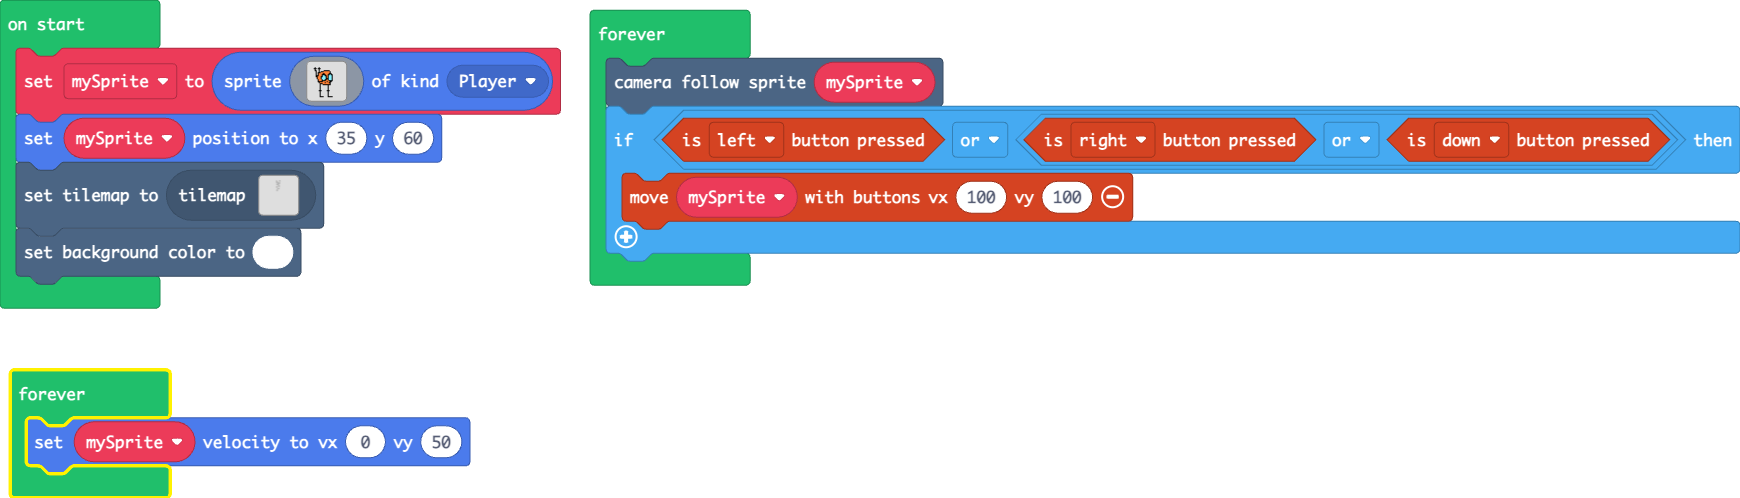 on start
set mySprite to sprite of kind Player
set mySprite position to x 35 y 60
set tilemap to tilemap
set background color to
forever
camera follow sprite mySprite
if is left button pressed or is right button pressed or is down button pressed then
move mySprite with buttons vx 100 vy 100
forever
set mySprite velocity to vx 0 vy 50